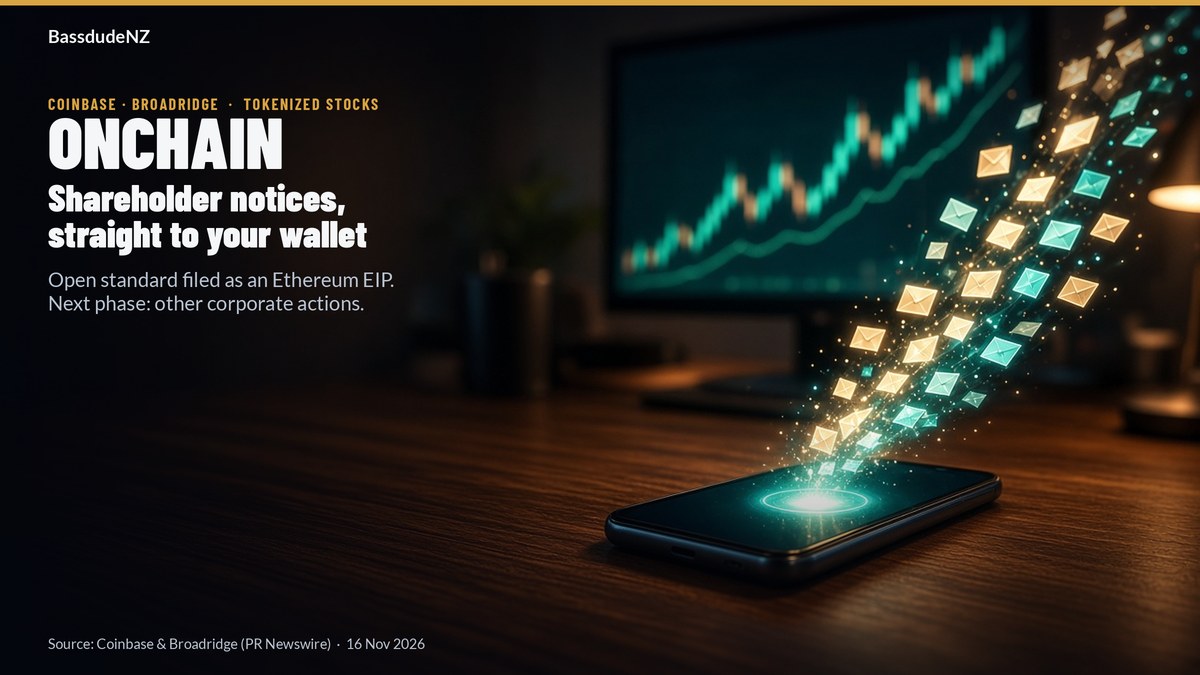 BassdudeNZ
COINBASE · BROADRIDGE · TOKENIZED STOCKS
ONCHAIN
Shareholder notices,
straight to your wallet
Open standard filed as an Ethereum EIP.
Next phase: other corporate actions.
Source: Coinbase & Broadridge (PR Newswire) · 16 Nov 2026